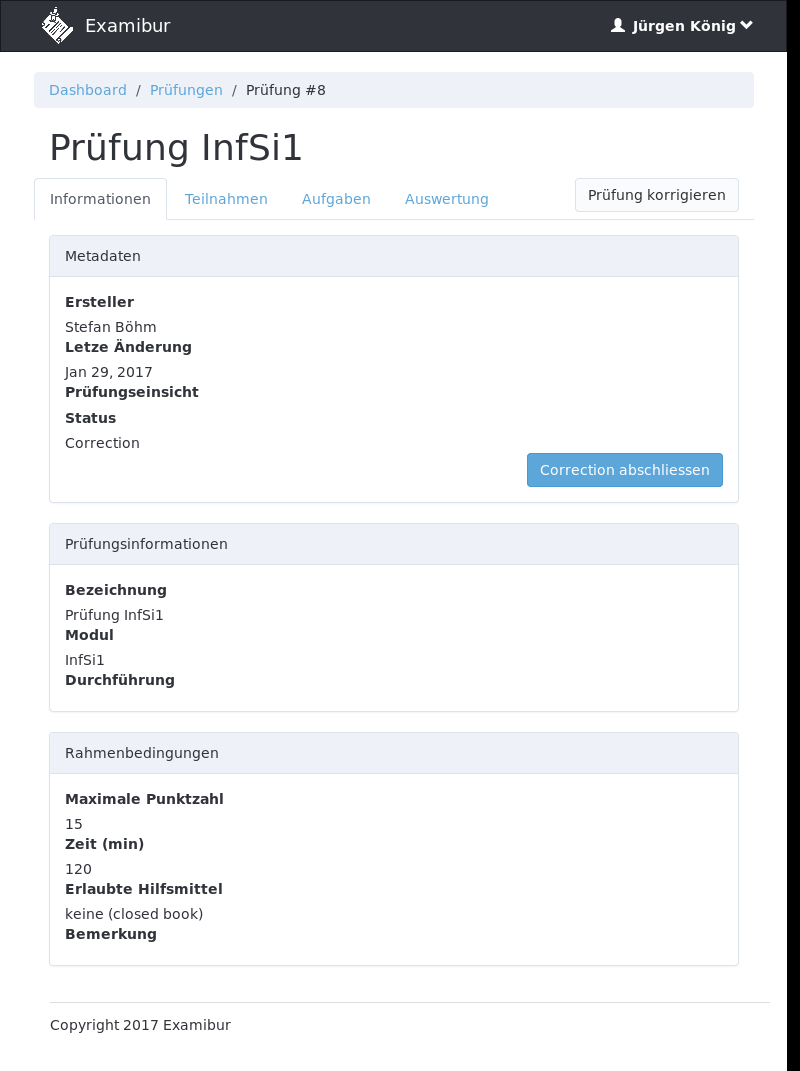 Examibur
Jürgen König
Dashboard / Prüfungen / Prüfung #8
Prüfung InfSi1
Informationen Teilnahmen Aufgaben Auswertung Prüfung korrigieren
Metadaten
Ersteller
Stefan Böhm
Letze Änderung
Jan 29, 2017
Prüfungseinsicht
Status
Correction
Correction abschliessen
Prüfungsinformationen
Bezeichnung
Prüfung InfSi1
Modul
InfSi1
Durchführung
Rahmenbedingungen
Maximale Punktzahl
15
Zeit (min)
120
Erlaubte Hilfsmittel
keine (closed book)
Bemerkung
Copyright 2017 Examibur